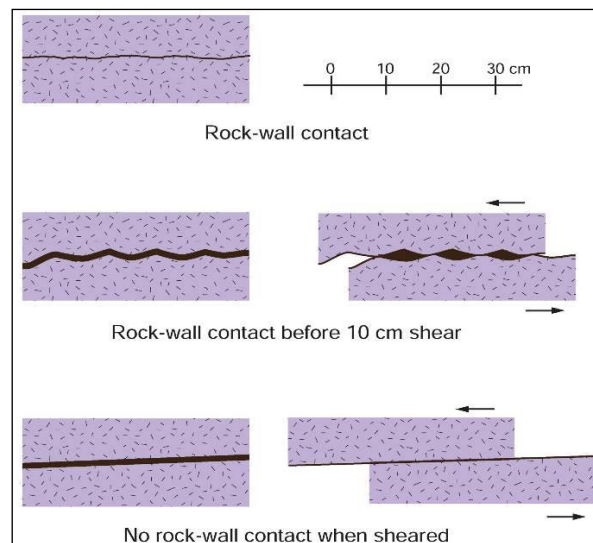 0 10 20 30 cm
Rock-wall contact
Rock-wall contact before 10 cm shear
No rock-wall contact when sheared